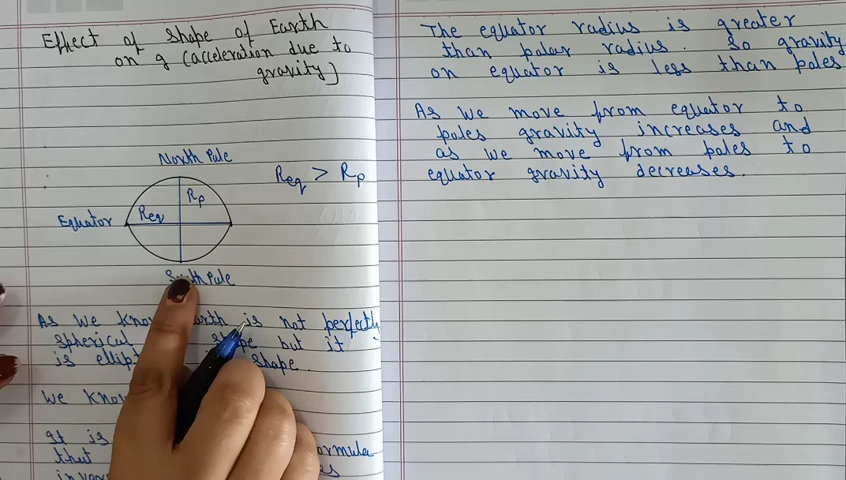 Effect of shape of Earth
on g (acceleration due to
gravity)
North Pole
Req > Rp
Rp
Req
Equator
Pole
As we know is not perfectly
spherical but it
is shape.
We
It is formula
that
The equator radius is greater
than polar radius. So gravity
on equator is less than poles
As we move from equator to
poles gravity increases and
as we move from poles to
equator gravity decreases.